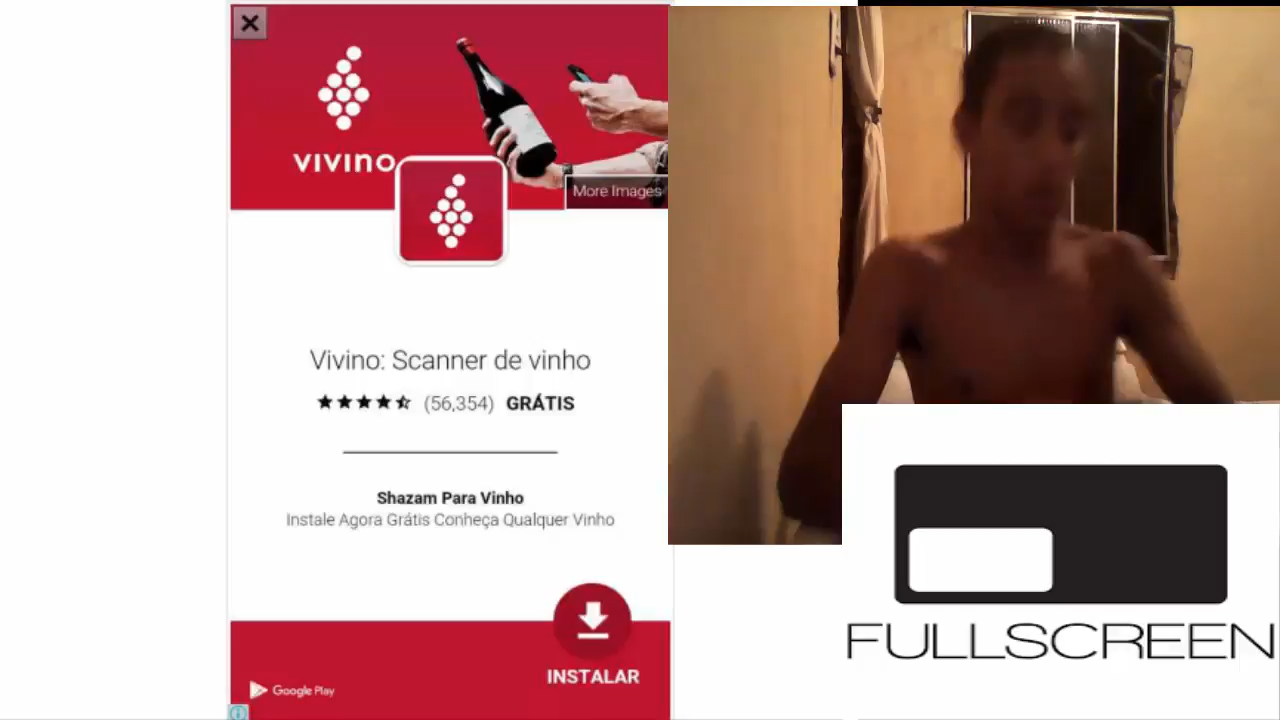 vivino
More Images
Vivino: Scanner de vinho
(56,354) GRÁTIS
Shazam Para Vinho
Instale Agora Grátis Conheça Qualquer Vinho
INSTALAR
Google Play
FULLSCREEN